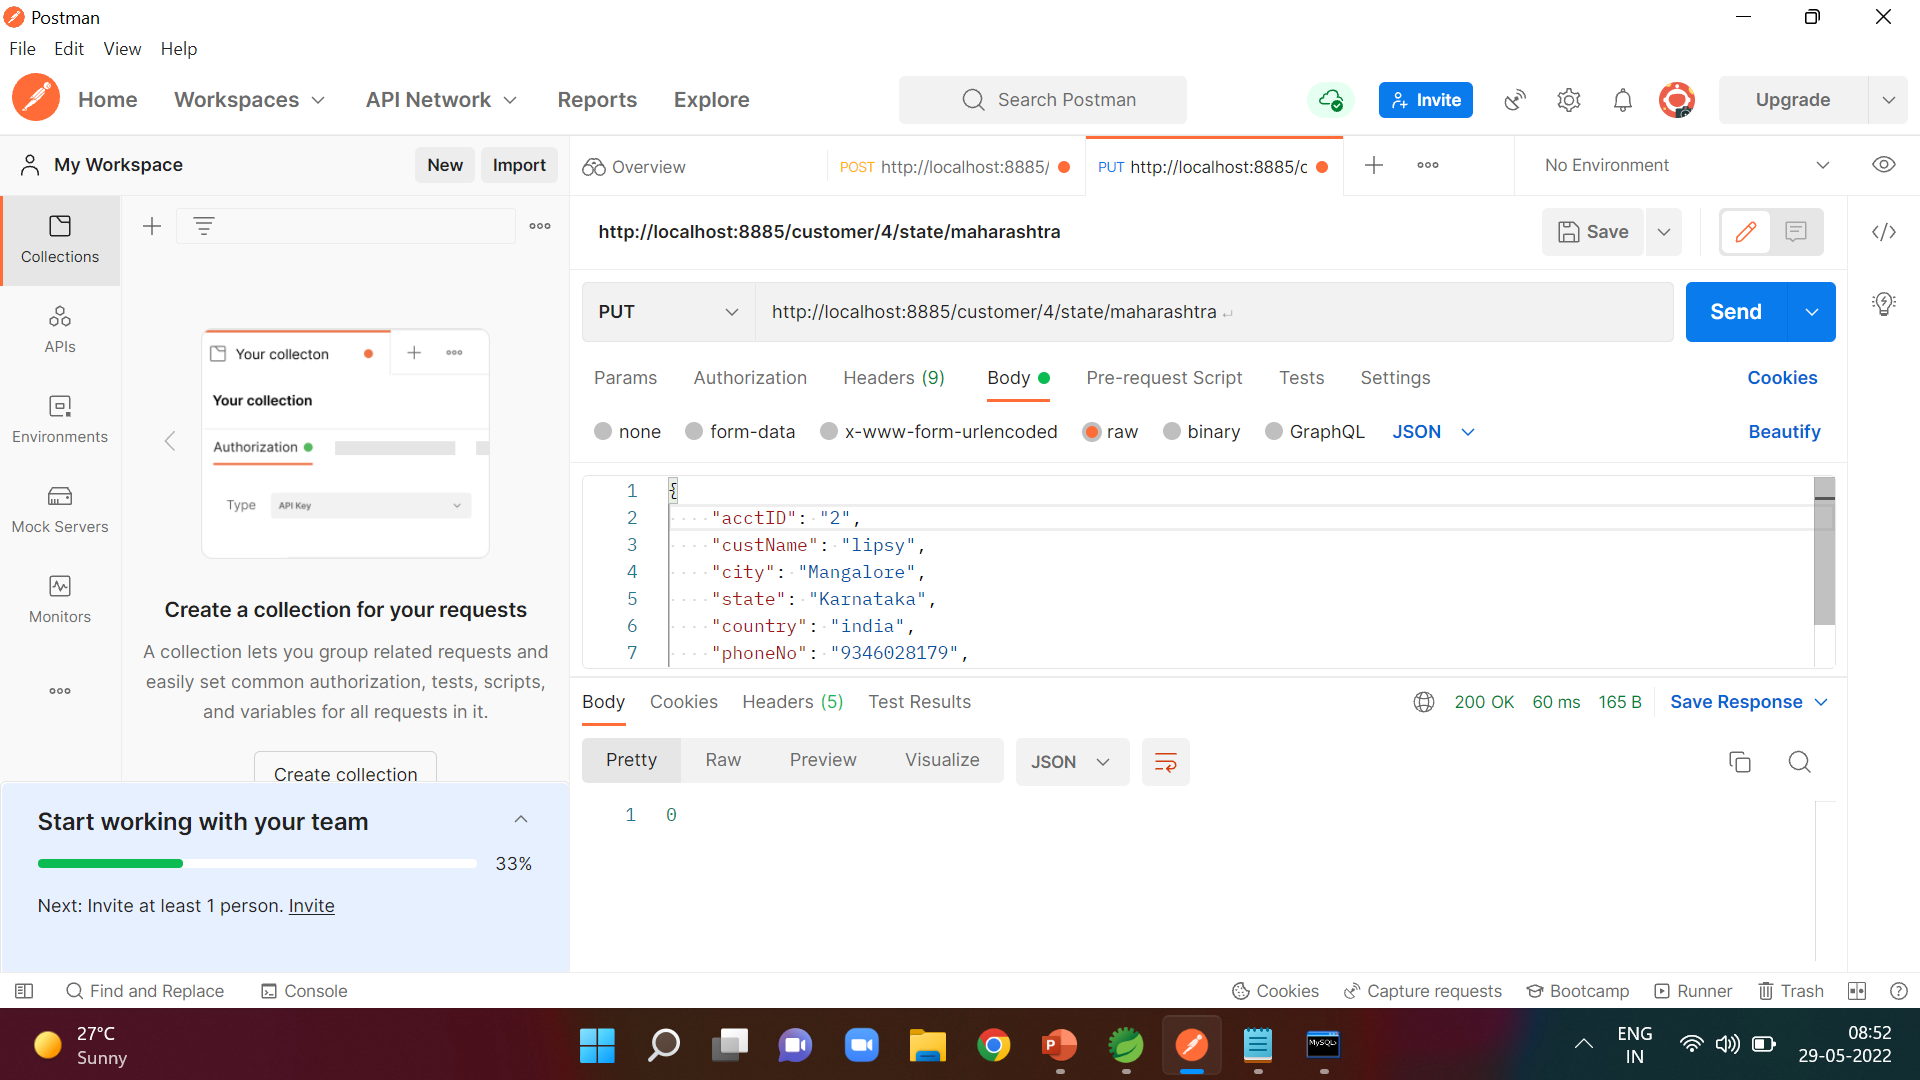 Postman
File Edit View Help
Home Workspaces API Network Reports Explore Search Postman Invite Upgrade
My Workspace New Import Overview POST http://localhost:8885/ PUT http://localhost:8885/c No Environment
http://localhost:8885/customer/4/state/maharashtra Save
Collections
PUT http://localhost:8885/customer/4/state/maharashtra Send
APIs
Your collecton
Your collection
Authorization
Type API Key
Environments
Mock Servers
Monitors
Create a collection for your requests
A collection lets you group related requests and
easily set common authorization, tests, scripts,
and variables for all requests in it.
Create collection
Params Authorization Headers (9) Body Pre-request Script Tests Settings Cookies
none form-data x-www-form-urlencoded raw binary GraphQL JSON Beautify
1 {
2 "acctID": "2",
3 "custName": "lipsy",
4 "city": "Mangalore",
5 "state": "Karnataka",
6 "country": "india",
7 "phoneNo": "9346028179",
Body Cookies Headers (5) Test Results 200 OK 60 ms 165 B Save Response
Pretty Raw Preview Visualize JSON
1 0
Start working with your team
33%
Next: Invite at least 1 person. Invite
Find and Replace Console Cookies Capture requests Bootcamp Runner Trash
27°C
Sunny
P
MySQL>
ENG
IN
08:52
29-05-2022